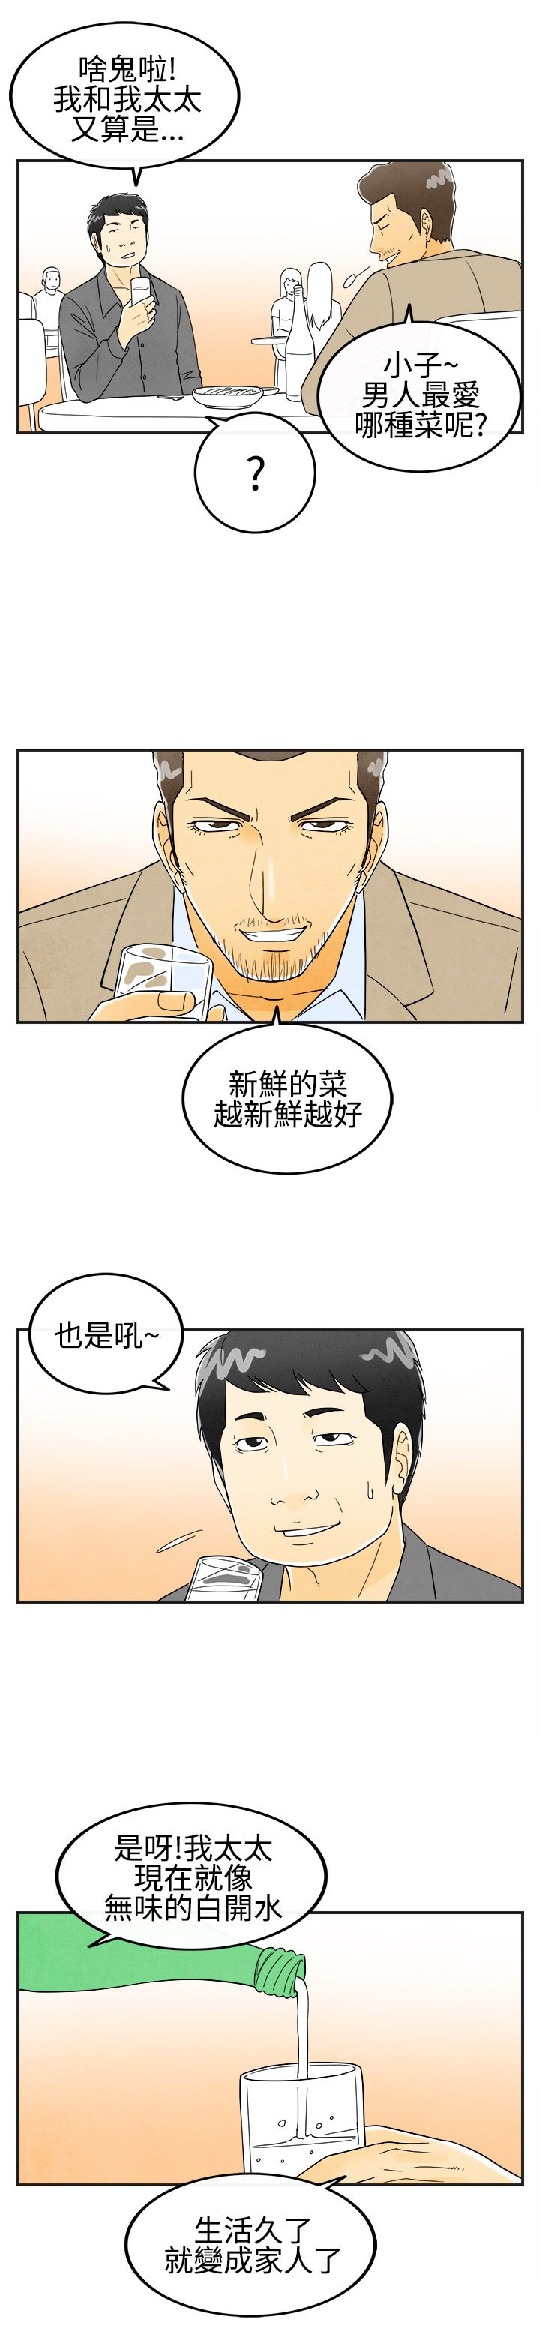 啥鬼啦!
我和我太太
又算是...
小子~
男人最愛
哪種菜呢?
?
新鮮的菜
越新鮮越好
也是吼~
是呀!我太太
現在就像
無味的白開水
生活久了
就變成家人了